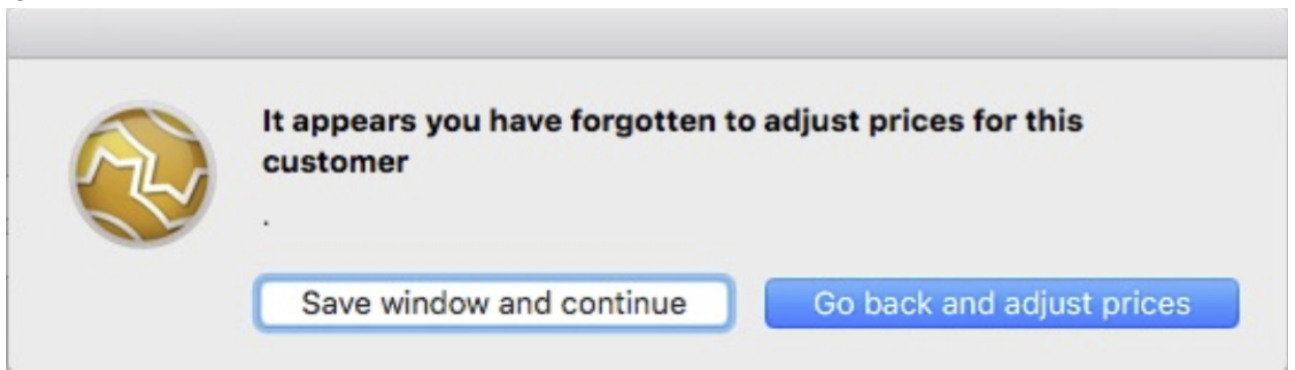 It appears you have forgotten to adjust prices for this
customer
.
Save window and continue
Go back and adjust prices